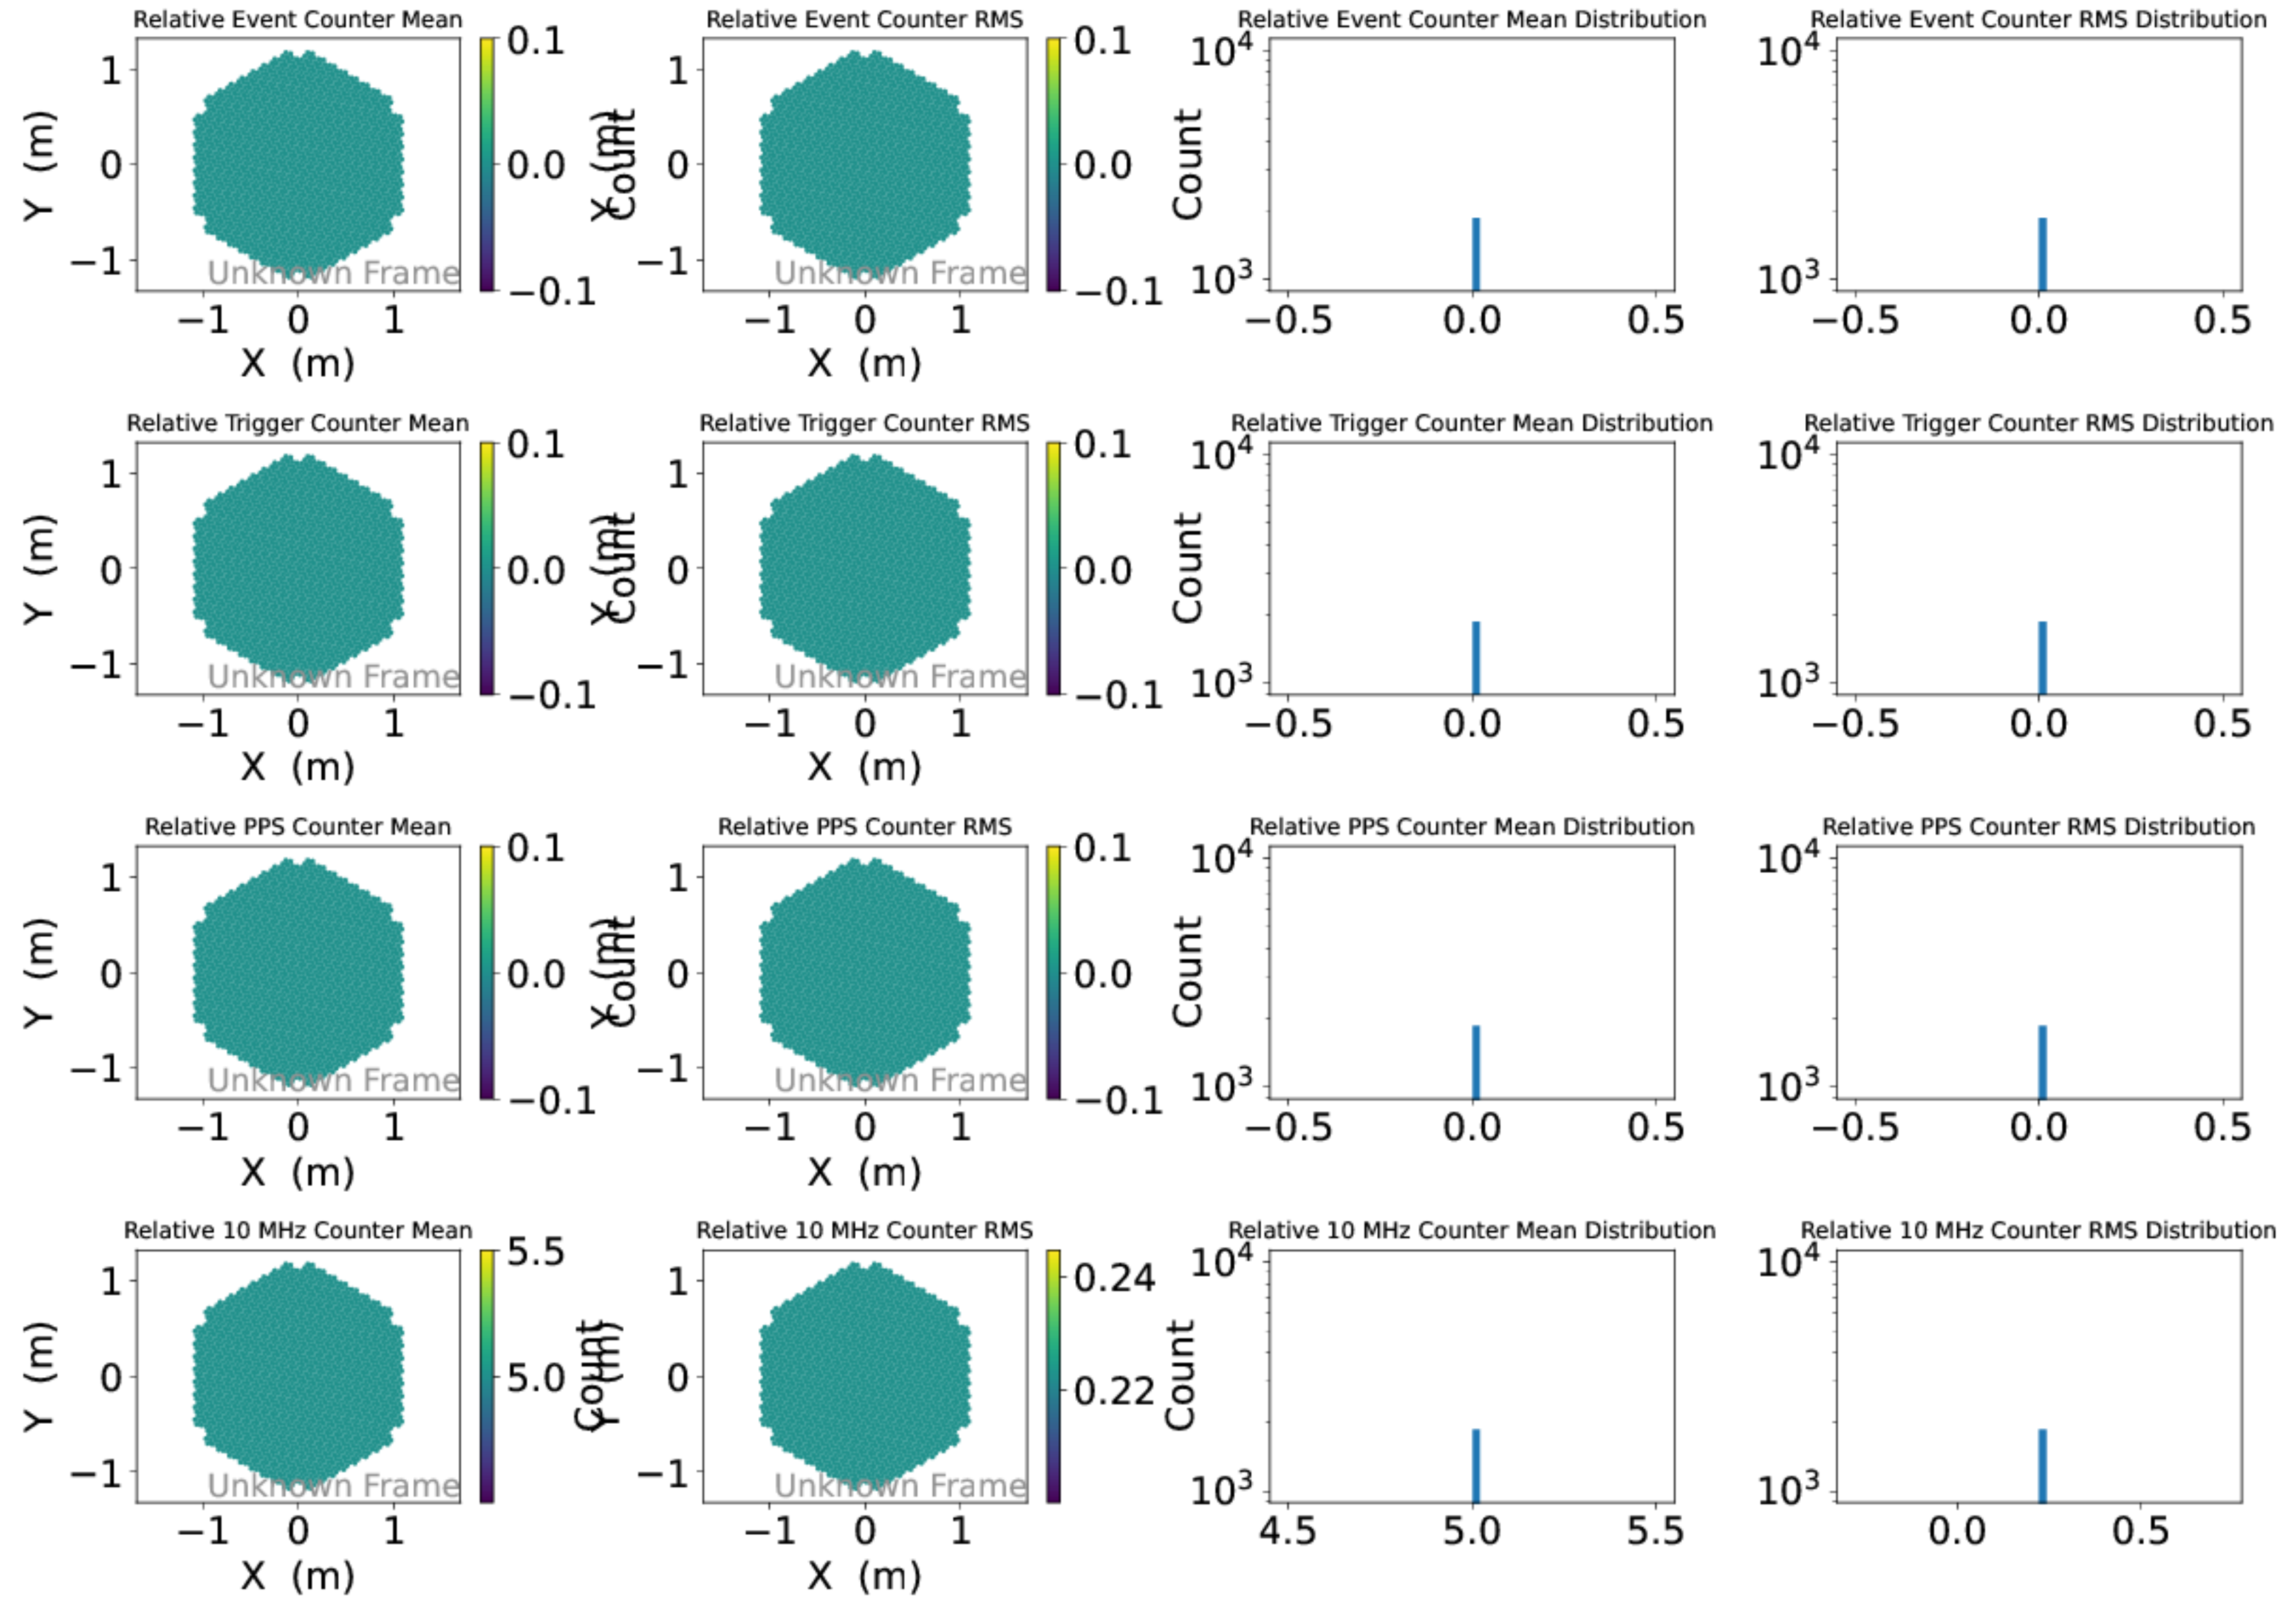 Relative Event Counter Mean
Relative Event Counter RMS
Relative Event Counter Mean Distribution
Relative Event Counter RMS Distribution
Y (m)
1
0
−1
Unknown Frame
−1 0 1
X (m)
0.1
0.0
−0.1
Y (m)
Count
1
0
−1
Unknown Frame
−1 0 1
X (m)
0.1
0.0
−0.1
Count
10⁴
10³
−0.5 0.0 0.5
10⁴
10³
−0.5 0.0 0.5
Relative Trigger Counter Mean
Relative Trigger Counter RMS
Relative Trigger Counter Mean Distribution
Relative Trigger Counter RMS Distribution
Y (m)
1
0
−1
Unknown Frame
−1 0 1
X (m)
0.1
0.0
−0.1
Y (m)
Count
1
0
−1
Unknown Frame
−1 0 1
X (m)
0.1
0.0
−0.1
Count
10⁴
10³
−0.5 0.0 0.5
10⁴
10³
−0.5 0.0 0.5
Relative PPS Counter Mean
Relative PPS Counter RMS
Relative PPS Counter Mean Distribution
Relative PPS Counter RMS Distribution
Y (m)
1
0
−1
Unknown Frame
−1 0 1
X (m)
0.1
0.0
−0.1
Y (m)
Count
1
0
−1
Unknown Frame
−1 0 1
X (m)
0.1
0.0
−0.1
Count
10⁴
10³
−0.5 0.0 0.5
10⁴
10³
−0.5 0.0 0.5
Relative 10 MHz Counter Mean
Relative 10 MHz Counter RMS
Relative 10 MHz Counter Mean Distribution
Relative 10 MHz Counter RMS Distribution
Y (m)
1
0
−1
Unknown Frame
−1 0 1
X (m)
5.5
5.0
Count
Y (m)
1
0
−1
Unknown Frame
−1 0 1
X (m)
0.24
0.22
Count
10⁴
10³
4.5 5.0 5.5
10⁴
10³
0.0 0.5